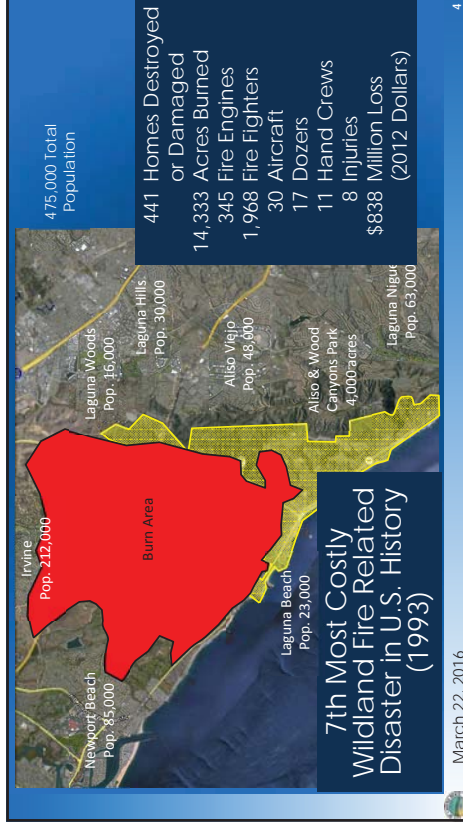 475,000 Total
Population
Irvine
Pop. 212,000
Newport Beach
Pop. 85,000
Laguna Woods
Pop. 16,000
Laguna Hills
Pop. 30,000
Burn Area
Aliso Viejo
Pop. 48,000
Aliso & Wood
Canyons Park
4,000 acres
Laguna Beach
Pop. 23,000
Laguna Nigue
Pop. 63,000
441 Homes Destroyed
or Damaged
14,333 Acres Burned
345 Fire Engines
1,968 Fire Fighters
30 Aircraft
17 Dozers
11 Hand Crews
8 Injuries
$838 Million Loss
(2012 Dollars)
7th Most Costly
Wildland Fire Related
Disaster in U.S. History
(1993)
March 22, 2016
4